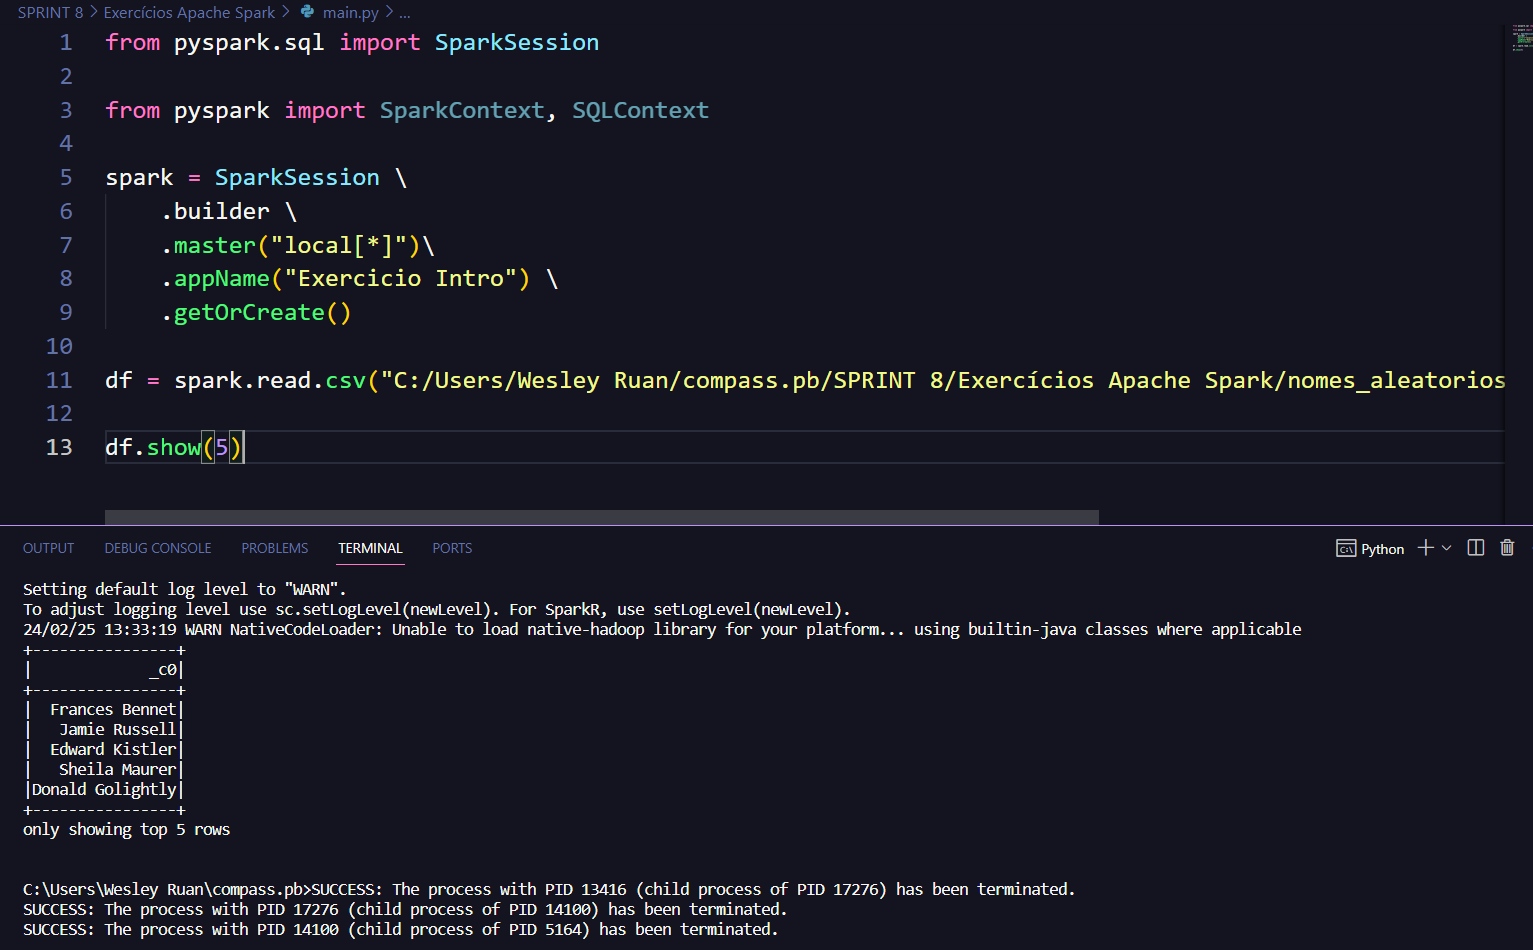 SPRINT 8 > Exercícios Apache Spark > main.py > ...
1 from pyspark.sql import SparkSession
2
3 from pyspark import SparkContext, SQLContext
4
5 spark = SparkSession \
6 .builder \
7 .master("local[*]")\
8 .appName("Exercicio Intro") \
9 .getOrCreate()
10
11 df = spark.read.csv("C:/Users/Wesley Ruan/compass.pb/SPRINT 8/Exercícios Apache Spark/nomes_aleatorios
12
13 df.show(5)
OUTPUT DEBUG CONSOLE PROBLEMS TERMINAL PORTS Python
Setting default log level to "WARN".
To adjust logging level use sc.setLogLevel(newLevel). For SparkR, use setLogLevel(newLevel).
24/02/25 13:33:19 WARN NativeCodeLoader: Unable to load native-hadoop library for your platform... using builtin-java classes where applicable
+----------------+
|             _c0|
+----------------+
|  Frances Bennet|
|   Jamie Russell|
|  Edward Kistler|
|   Sheila Maurer|
|Donald Golightly|
+----------------+
only showing top 5 rows
C:\Users\Wesley Ruan\compass.pb>SUCCESS: The process with PID 13416 (child process of PID 17276) has been terminated.
SUCCESS: The process with PID 17276 (child process of PID 14100) has been terminated.
SUCCESS: The process with PID 14100 (child process of PID 5164) has been terminated.